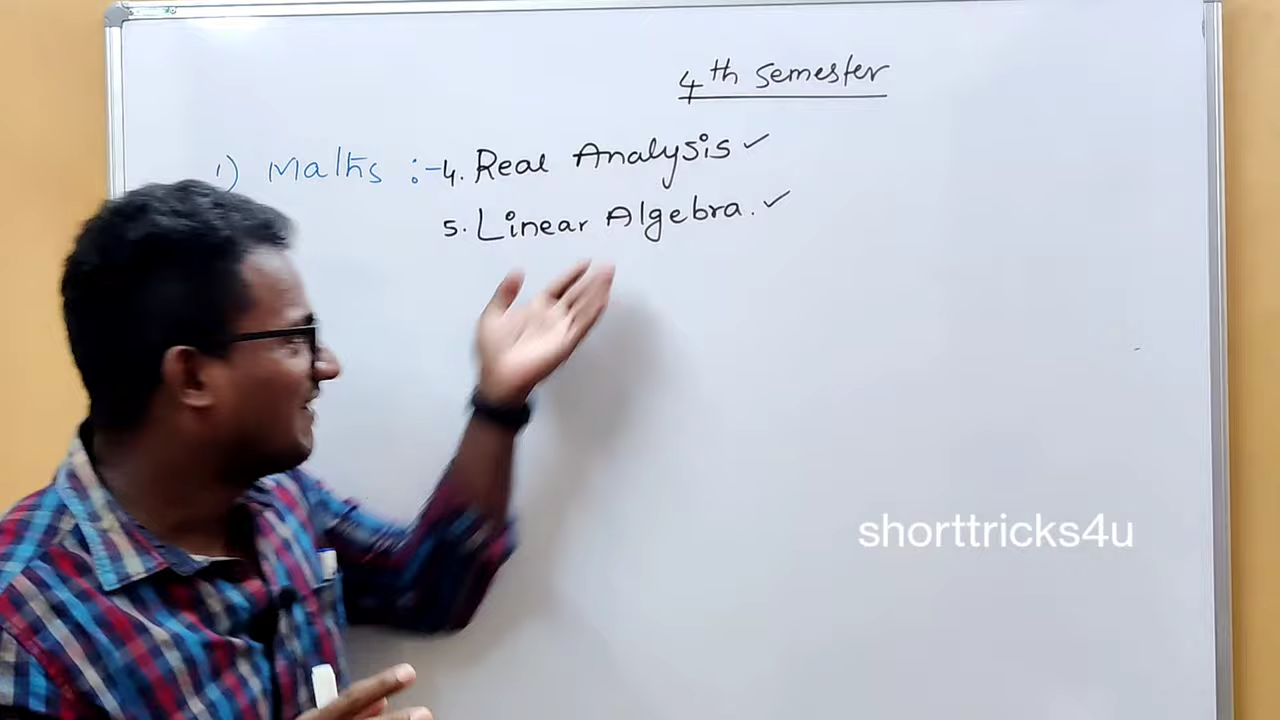 4th Semester
1) Maths :- 4. Real Analysis ✓
5. Linear Algebra. ✓
shorttricks4u